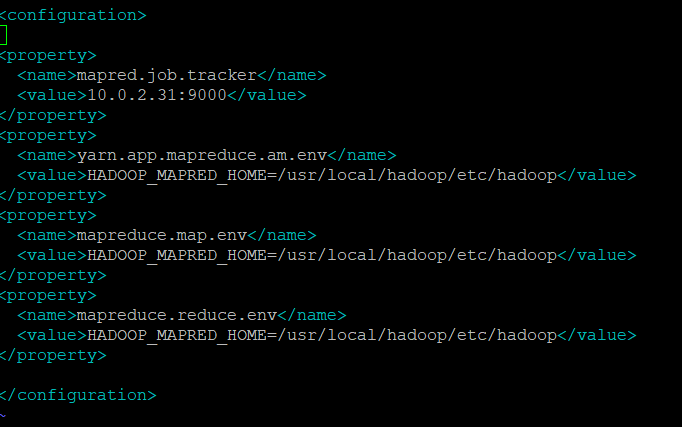 <configuration>
<property>
<name>mapred.job.tracker</name>
<value>10.0.2.31:9000</value>
</property>
<property>
<name>yarn.app.mapreduce.am.env</name>
<value>HADOOP_MAPRED_HOME=/usr/local/hadoop/etc/hadoop</value>
</property>
<property>
<name>mapreduce.map.env</name>
<value>HADOOP_MAPRED_HOME=/usr/local/hadoop/etc/hadoop</value>
</property>
<property>
<name>mapreduce.reduce.env</name>
<value>HADOOP_MAPRED_HOME=/usr/local/hadoop/etc/hadoop</value>
</property>
</configuration>
~